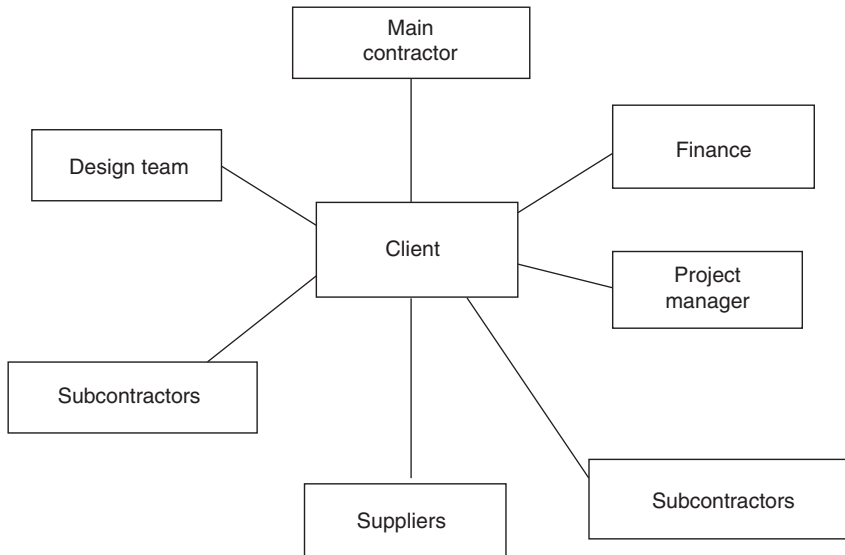 Main
contractor
Design team
Finance
Client
Project
manager
Subcontractors
Suppliers
Subcontractors